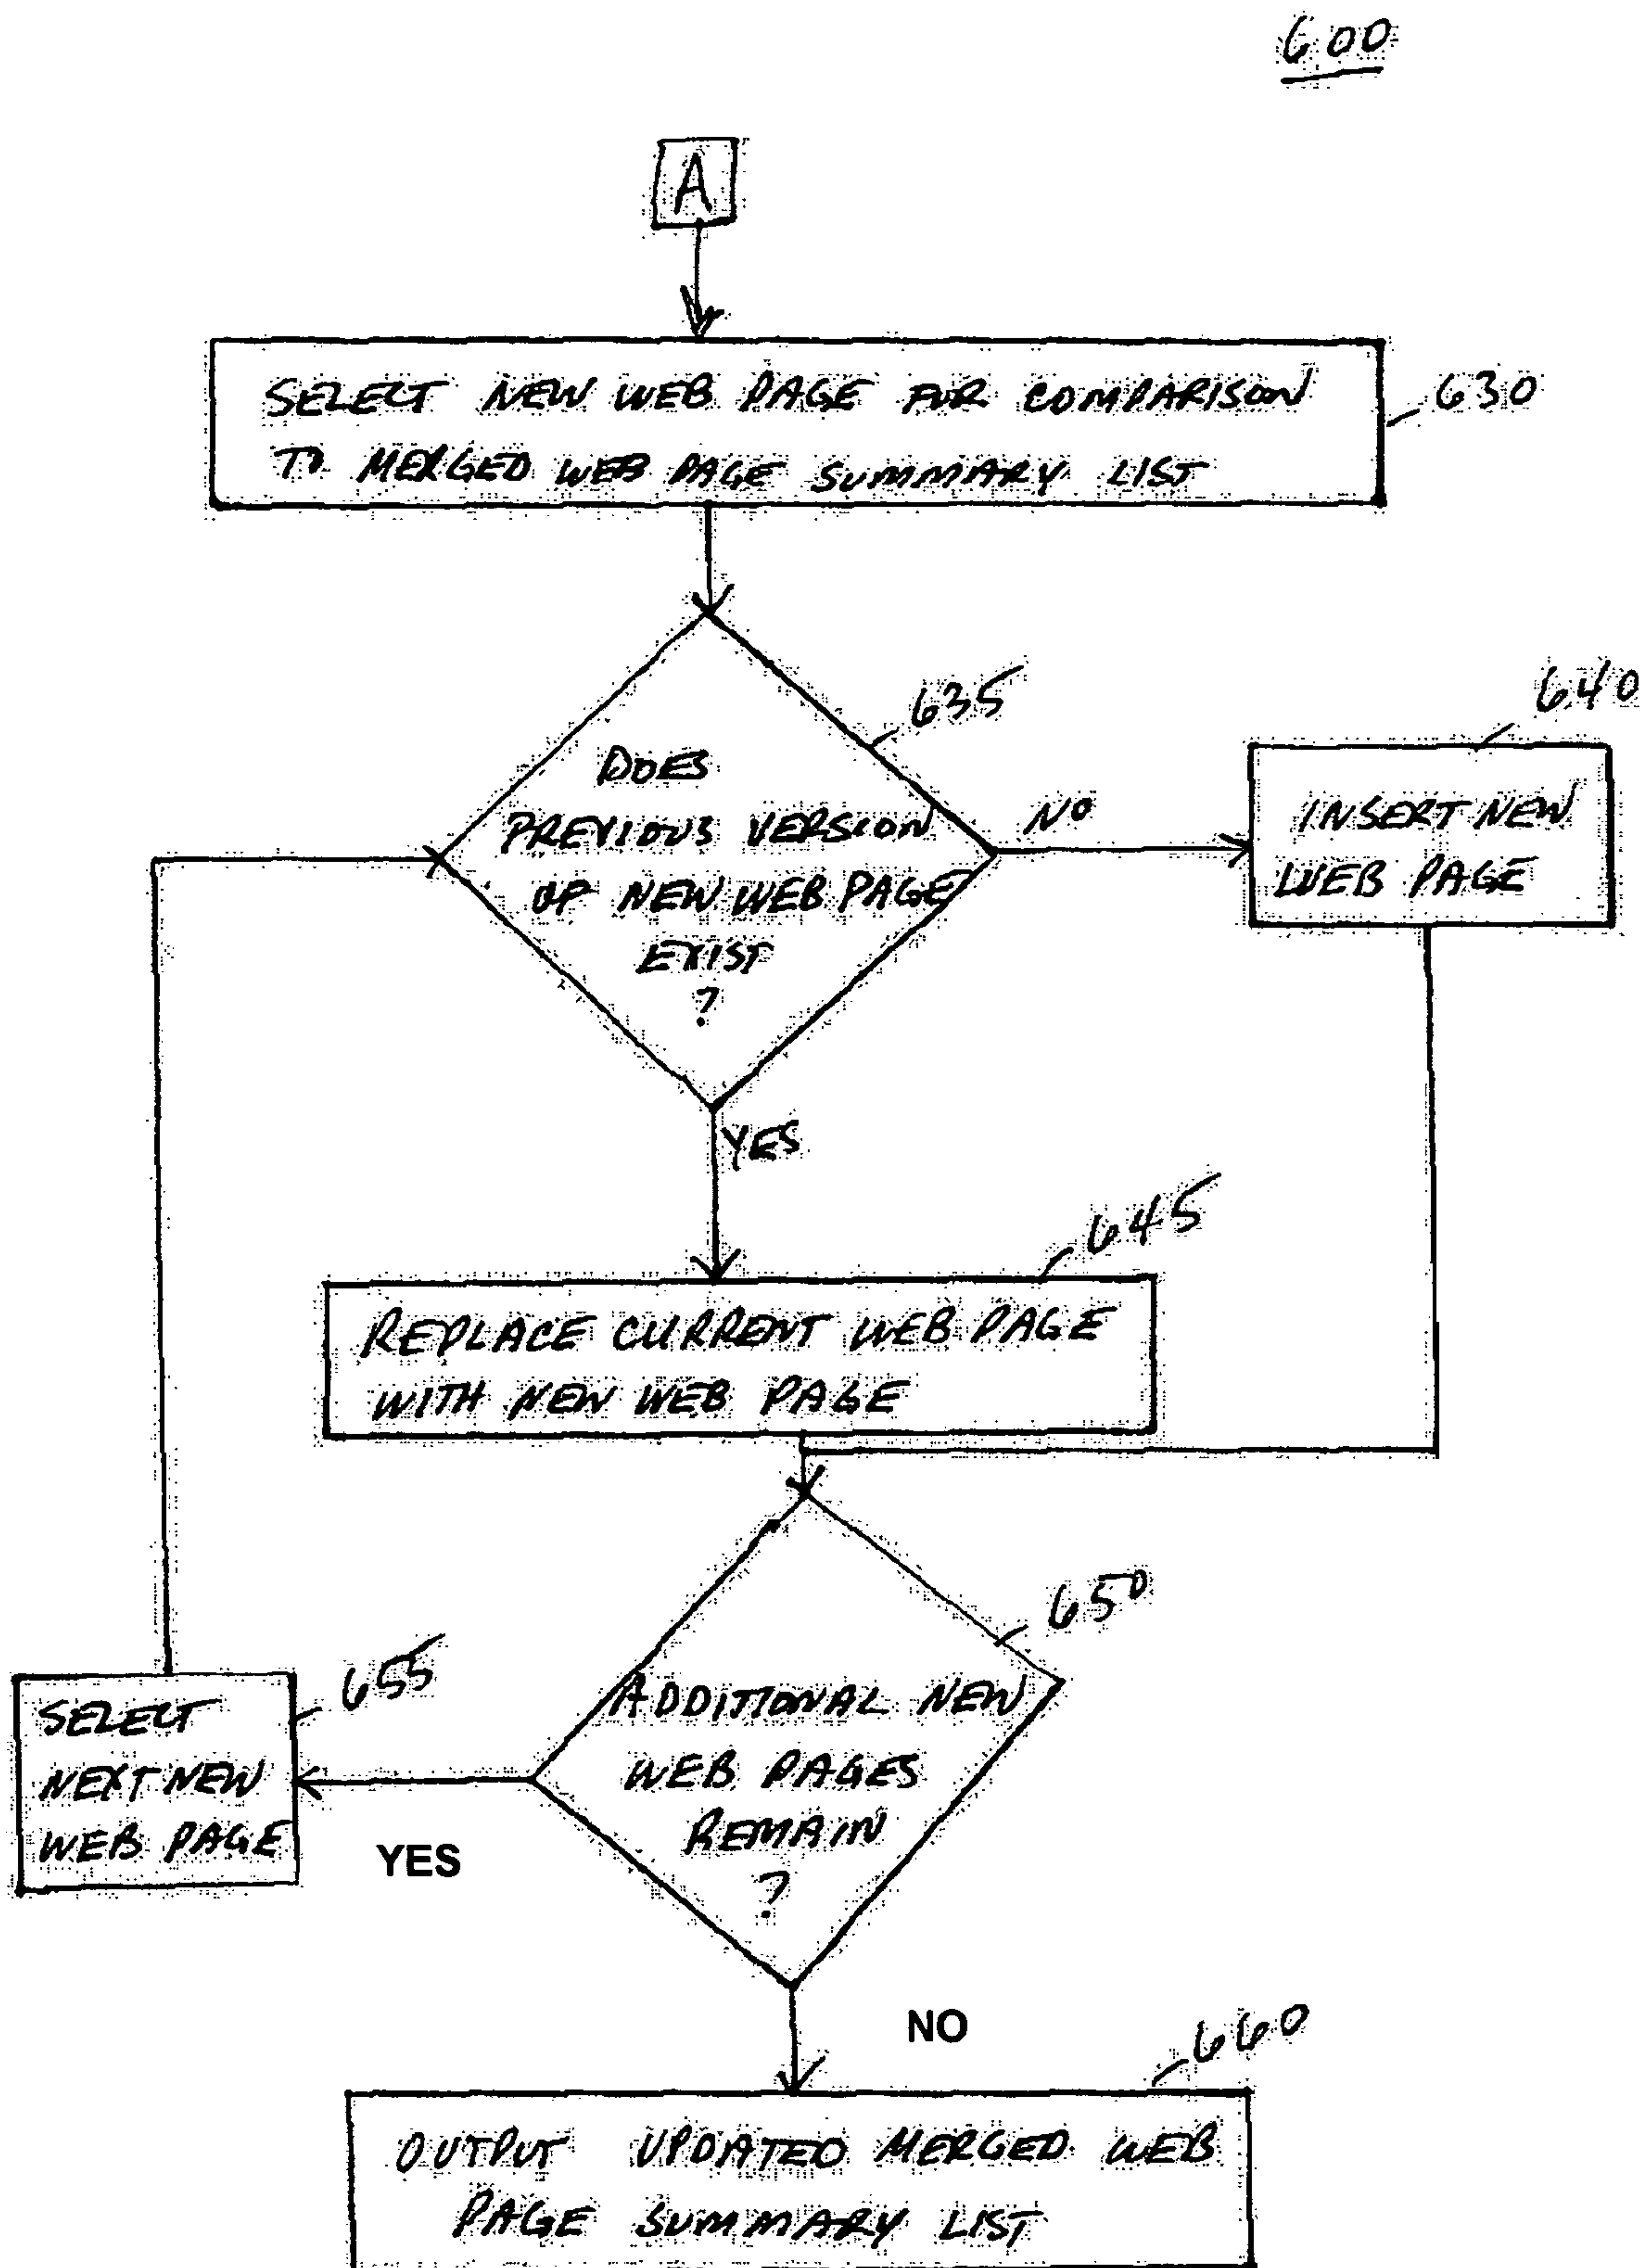 600
A
SELECT NEW WEB PAGE FOR COMPARISON
TO MERGED WEB PAGE SUMMARY LIST
630
635
DOES
PREVIOUS VERSION
OF NEW WEB PAGE
EXIST
?
NO
640
INSERT NEW
WEB PAGE
YES
645
REPLACE CURRENT WEB PAGE
WITH NEW WEB PAGE
650
ADDITIONAL NEW
WEB PAGES
REMAIN
?
YES
655
SELECT
NEXT NEW
WEB PAGE
NO
660
OUTPUT UPDATED MERGED WEB
PAGE SUMMARY LIST